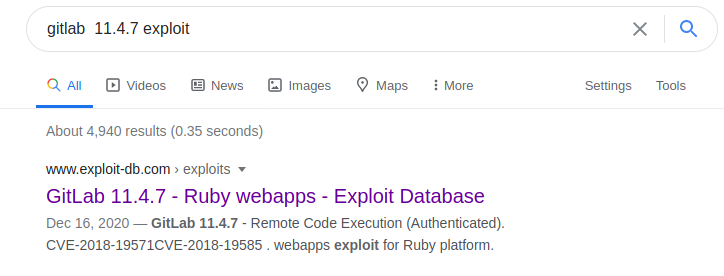 gitlab  11.4.7 exploit
All Videos News Images Maps More Settings Tools
About 4,940 results (0.35 seconds)
www.exploit-db.com › exploits
GitLab 11.4.7 - Ruby webapps - Exploit Database
Dec 16, 2020 — GitLab 11.4.7 - Remote Code Execution (Authenticated).
CVE-2018-19571CVE-2018-19585 . webapps exploit for Ruby platform.